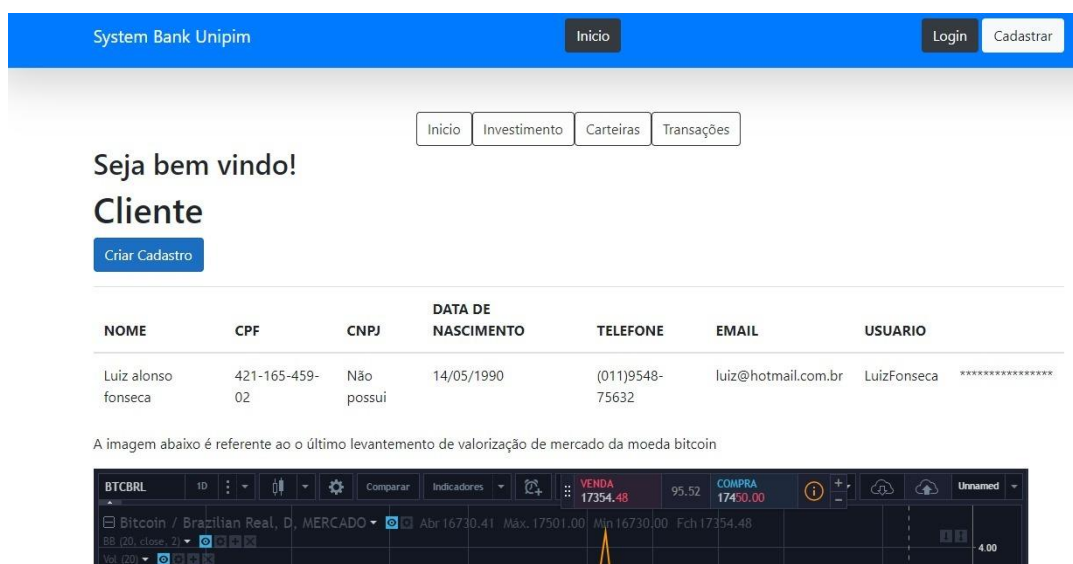 System Bank Unipim Inicio Login Cadastrar
Inicio Investimento Carteiras Transações
Seja bem vindo!
Cliente
Criar Cadastro
NOME CPF CNPJ DATA DE NASCIMENTO TELEFONE EMAIL USUARIO
Luiz alonso fonseca 421-165-459-02 Não possui 14/05/1990 (011)9548-75632 luiz@hotmail.com.br LuizFonseca ****************
A imagem abaixo é referente ao o último levantemento de valorização de mercado da moeda bitcoin
BTCBRL 1D Comparar Indicadores VENDA 17354.48 95.52 COMPRA 17450.00 Unnamed
Bitcoin / Brazilian Real, D, MERCADO Abr 16730.41 Máx. 17501.00 Min 16730.00 Fch 17354.48
BB (20, close, 2)
Vol (20)
4.00